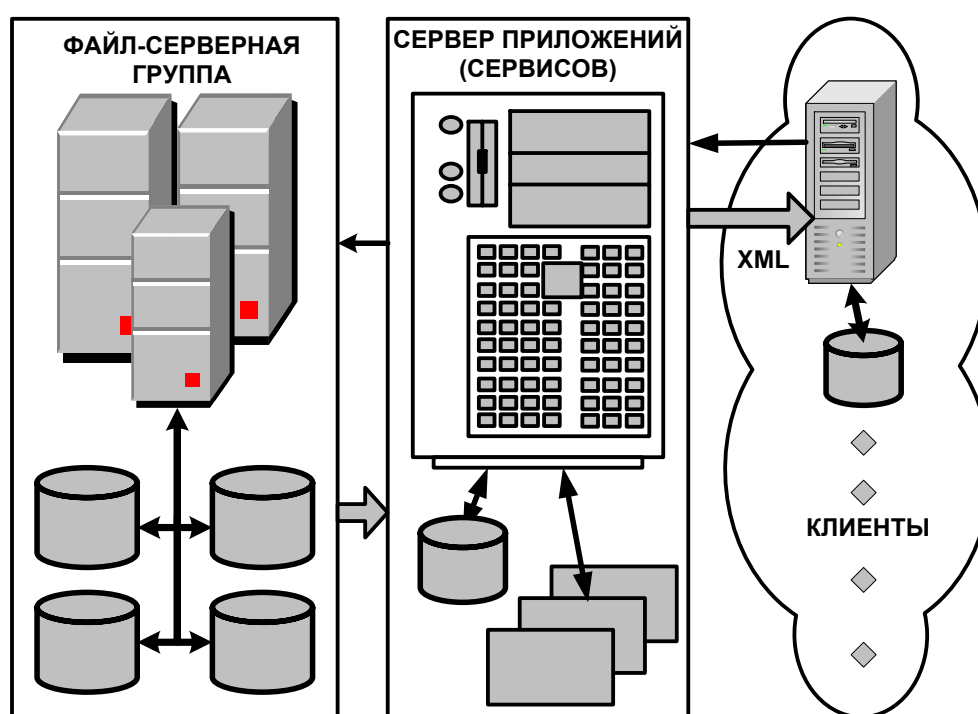 ФАЙЛ-СЕРВЕРНАЯ
ГРУППА
СЕРВЕР ПРИЛОЖЕНИЙ
(СЕРВИСОВ)
XML
КЛИЕНТЫ